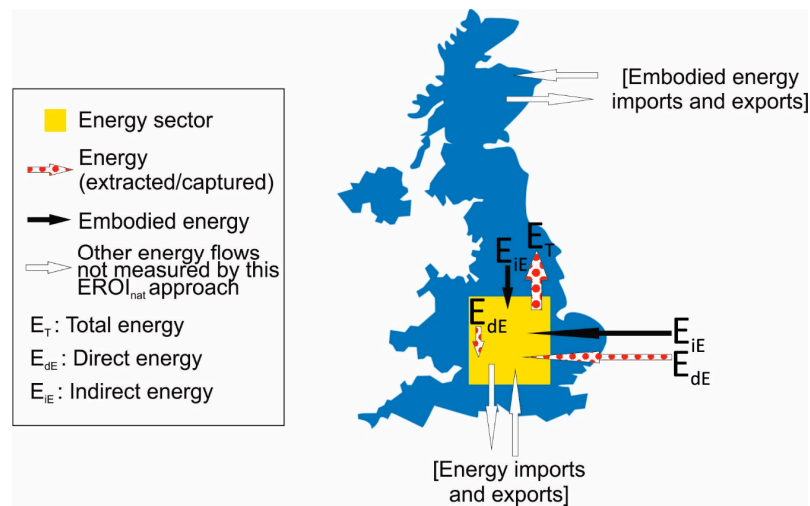 Energy sector
Energy
(extracted/captured)
Embodied energy
Other energy flows
not measured by this
EROInat approach
ET: Total energy
EdE: Direct energy
EiE: Indirect energy
[Embodied energy
imports and exports]
ET
EiE
EdE
EiE
EdE
[Energy imports
and exports]